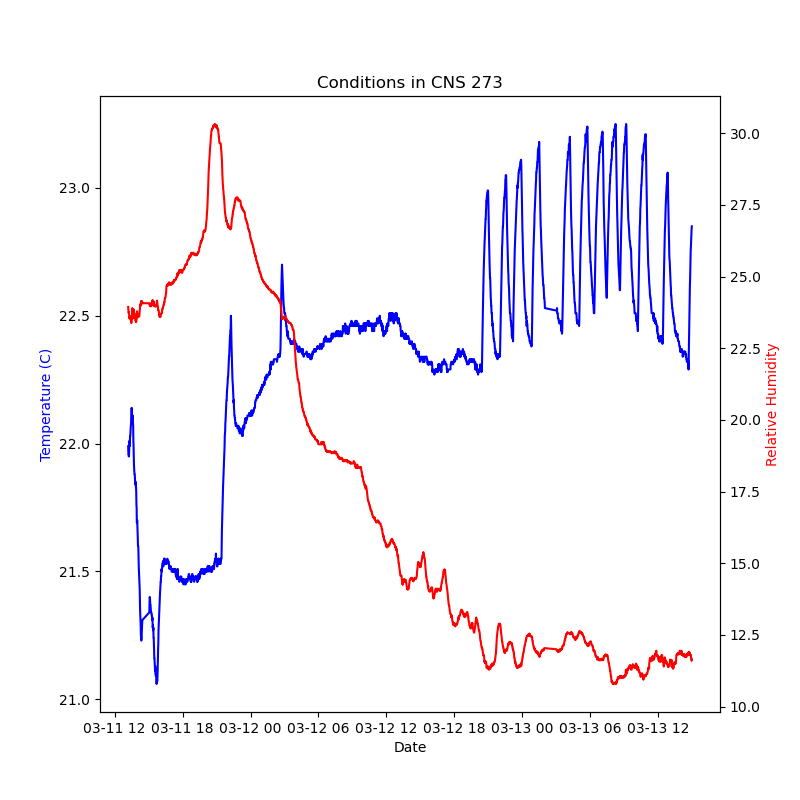 Conditions in CNS 273
Temperature (C)
23.0
22.5
22.0
21.5
21.0
30.0
27.5
25.0
22.5
20.0
17.5
15.0
12.5
10.0
Relative Humidity
03-11 12 03-11 18 03-12 00 03-12 06 03-12 12 03-12 18 03-13 00 03-13 06 03-13 12
Date